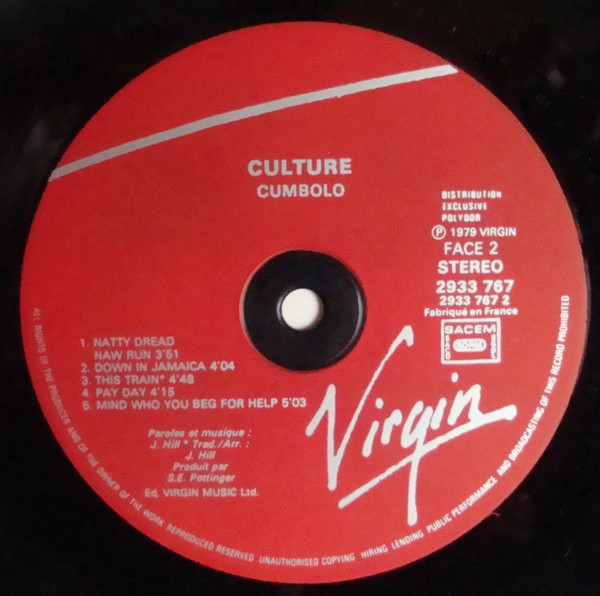 CULTURE
CUMBOLO
DISTRIBUTION
EXCLUSIVE
POLYDOR
Ⓟ 1979 VIRGIN
FACE 2
STEREO
2933 767
2933 767 2
Fabriqué en France
SACEM
1. NATTY DREAD
NAW RUN 3'51
2. DOWN IN JAMAICA 4'04
3. THIS TRAIN* 4'48
4. PAY DAY 4'15
5. MIND WHO YOU BEG FOR HELP 5'03
Paroles et musique :
J. Hill * Trad./Arr. :
J. Hill
Produit par
S.E. Pottinger
Ed. VIRGIN MUSIC Ltd.
Virgin
ALL RIGHTS OF THE PRODUCER AND OF THE OWNER OF THE WORK REPRODUCED RESERVED UNAUTHORISED COPYING HIRING LENDING PUBLIC PERFORMANCE AND BROADCASTING OF THIS RECORD PROHIBITED